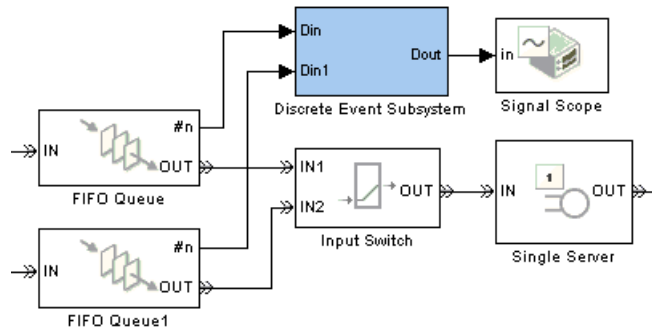 Din
Dout
Din1
in
Discrete Event Subsystem
Signal Scope
#n
IN
OUT
FIFO Queue
IN1
OUT
IN2
Input Switch
1
IN
OUT
Single Server
#n
IN
OUT
FIFO Queue1